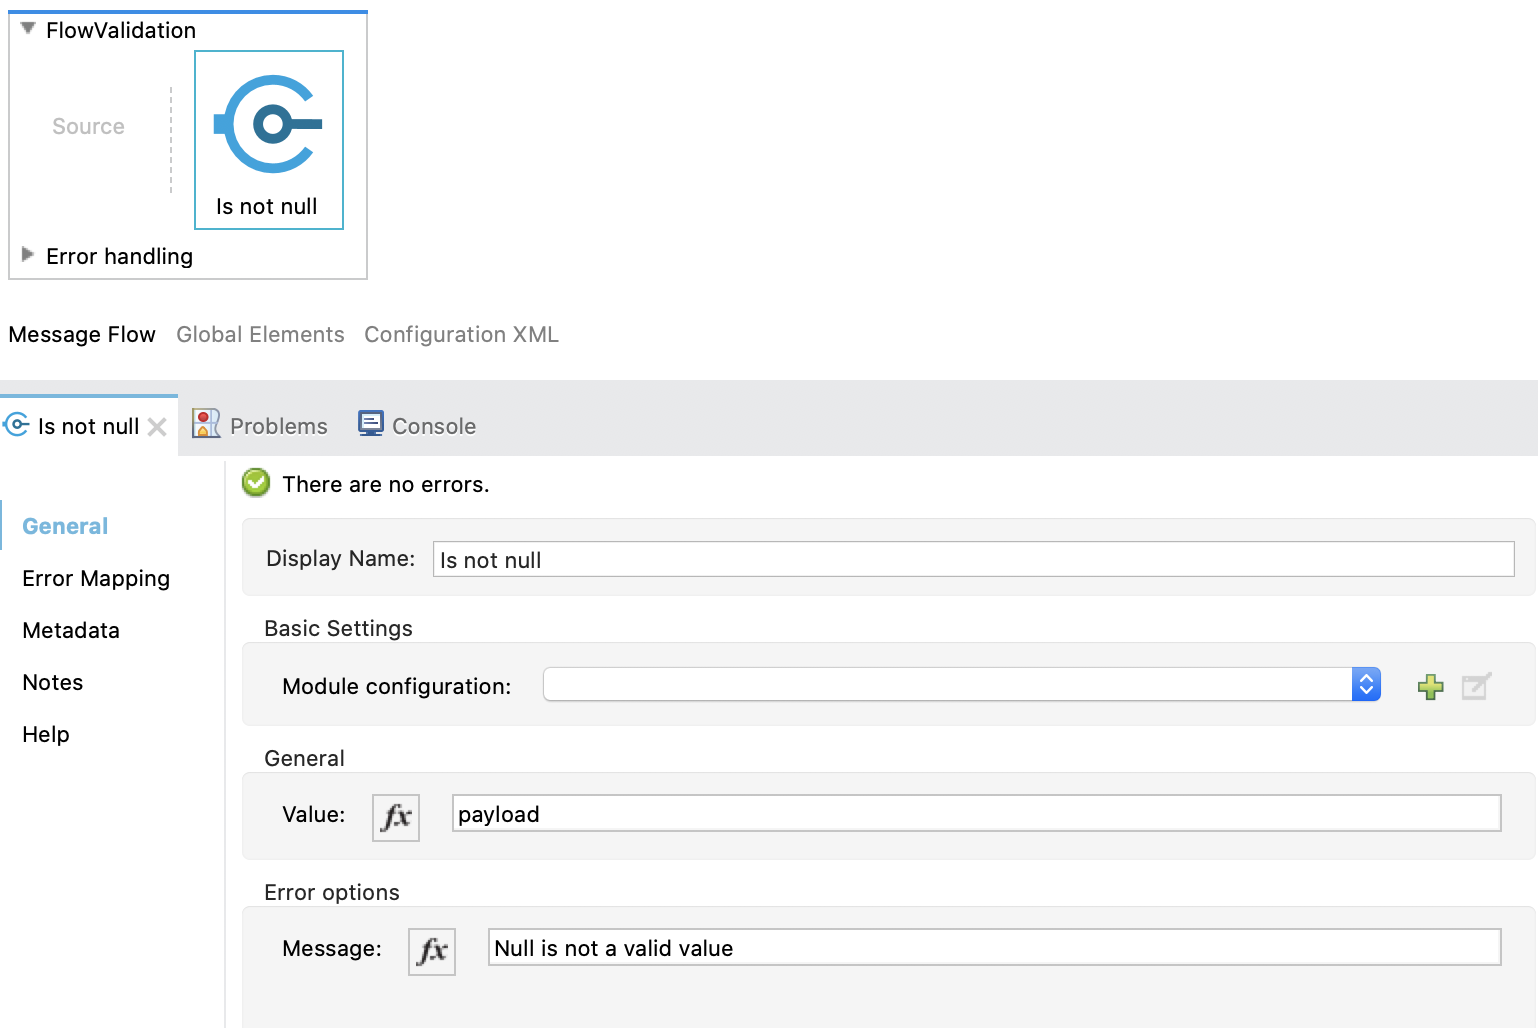 FlowValidation
Source
Is not null
Error handling
Message Flow Global Elements Configuration XML
Is not null Problems Console
There are no errors.
General
Display Name: Is not null
Error Mapping
Basic Settings
Metadata
Module configuration:
Notes
Help
General
Value: fx payload
Error options
Message: fx Null is not a valid value